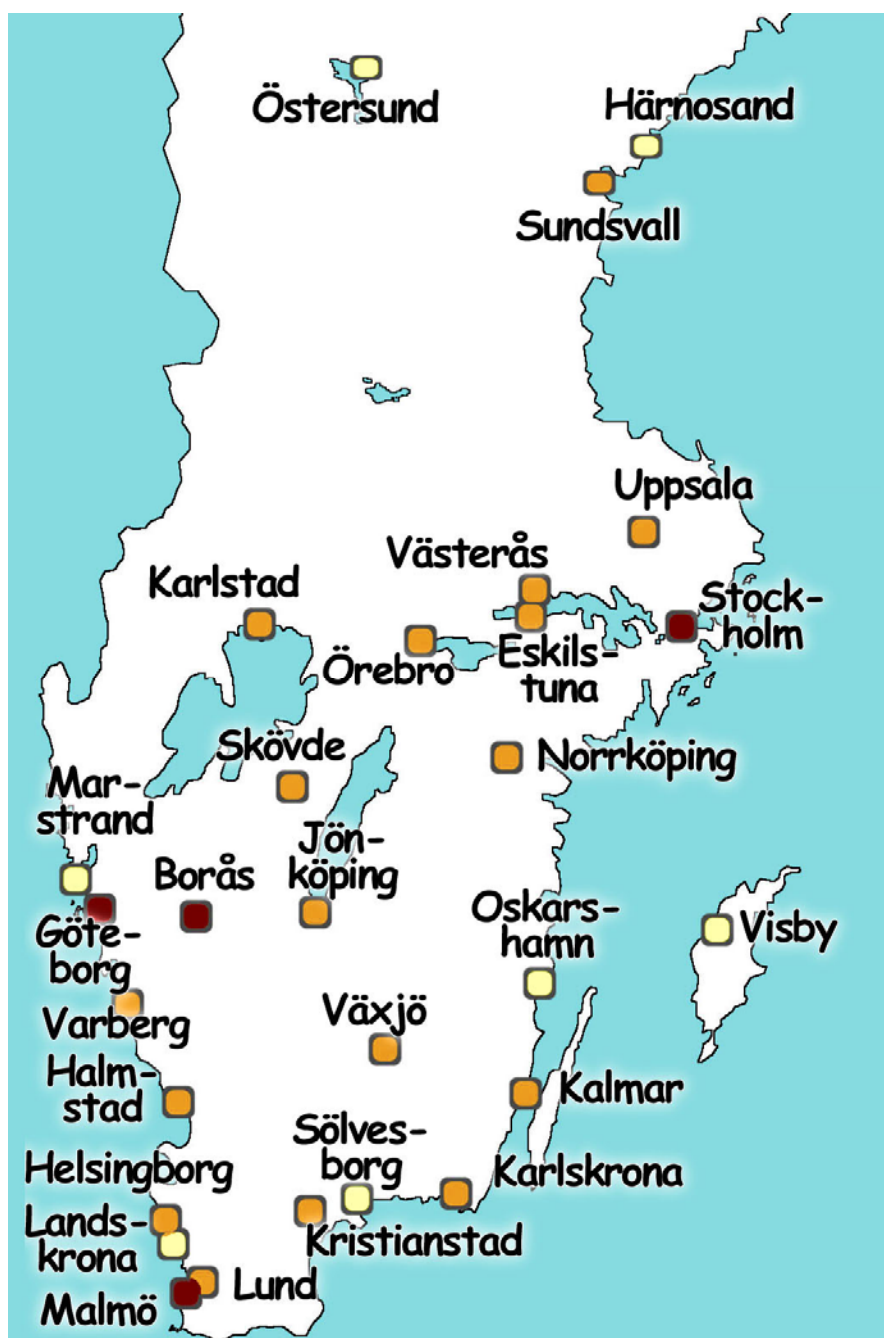 Östersund
Härnosand
Sundsvall
Uppsala
Västerås
Karlstad
Stock-
holm
Örebro
Eskils-
tuna
Skövde
Norrköping
Mar-
strand
Jön-
köping
Borås
Oskars-
hamn
Visby
Göte-
borg
Varberg
Växjö
Halm-
stad
Kalmar
Sölves-
borg
Helsingborg
Karlskrona
Lands-
krona
Kristianstad
Lund
Malmö